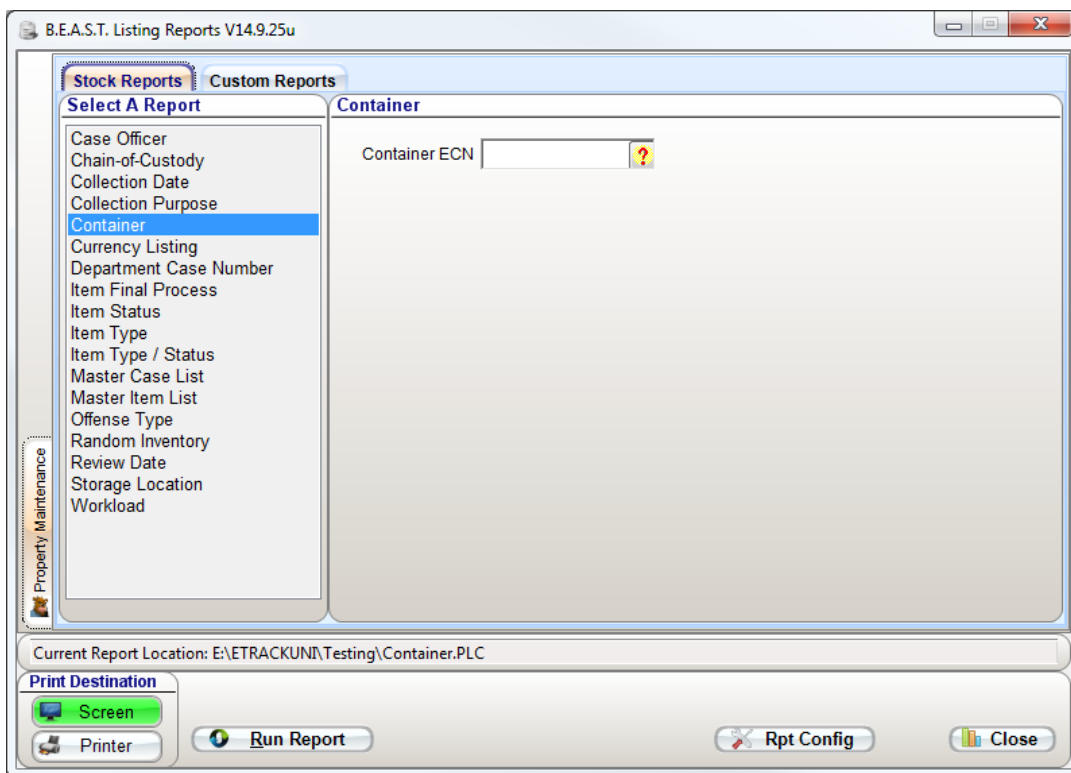 B.E.A.S.T. Listing Reports V14.9.25u
Stock Reports
Custom Reports
Select A Report
Case Officer
Chain-of-Custody
Collection Date
Collection Purpose
Container
Currency Listing
Department Case Number
Item Final Process
Item Status
Item Type
Item Type / Status
Master Case List
Master Item List
Offense Type
Random Inventory
Review Date
Storage Location
Workload
Container
Container ECN
?
Property Maintenance
Current Report Location: E:\ETRACKUNI\Testing\Container.PLC
Print Destination
Screen
Printer
Run Report
Rpt Config
Close